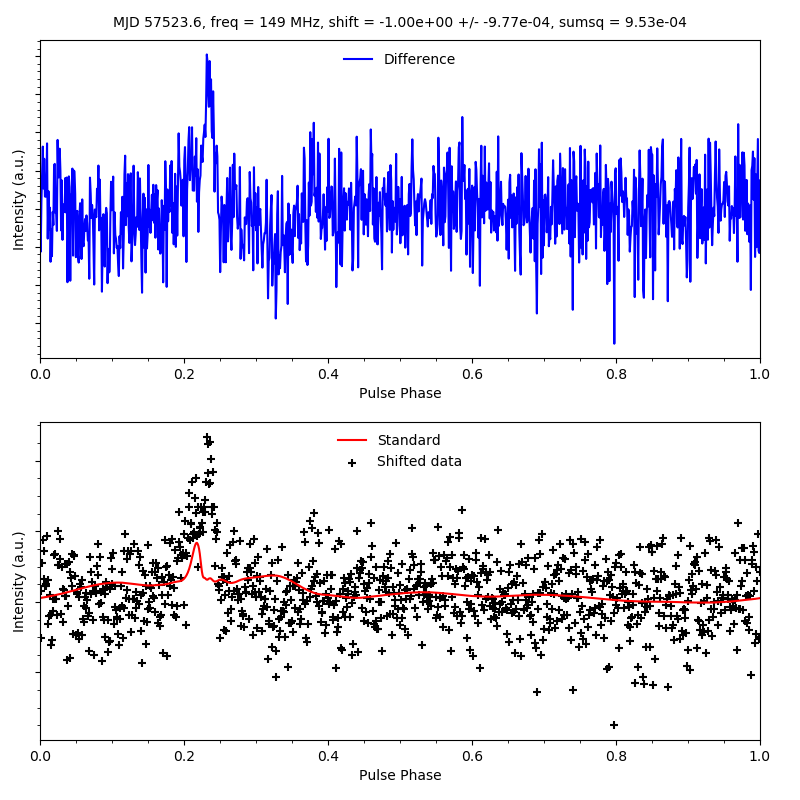 MJD 57523.6, freq = 149 MHz, shift = -1.00e+00 +/- -9.77e-04, sumsq = 9.53e-04
Difference
Intensity (a.u.)
0.0 0.2 0.4 0.6 0.8 1.0
Pulse Phase
Standard
Shifted data
Intensity (a.u.)
0.0 0.2 0.4 0.6 0.8 1.0
Pulse Phase